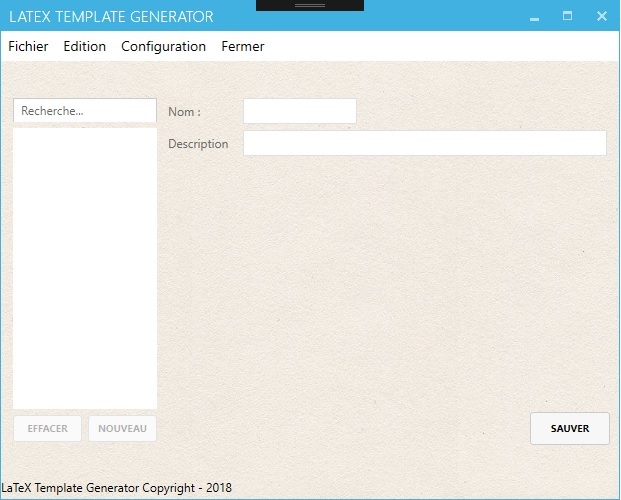 LATEX TEMPLATE GENERATOR
Fichier Edition Configuration Fermer
Recherche...
Nom :
Description
EFFACER NOUVEAU
SAUVER
LaTeX Template Generator Copyright - 2018